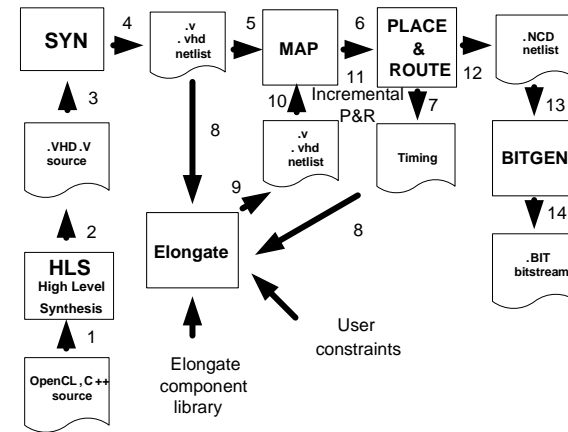 SYN
4
.v
.vhd
netlist
5
MAP
6
PLACE
&
ROUTE
12
.NCD
netlist
11
10
Incremental
P&R
7
3
8
13
.VHD.V
source
.v
.vhd
netlist
Timing
BITGEN
9
2
8
14
HLS
High Level
Synthesis
Elongate
.BIT
bitstream
1
User
constraints
Elongate
component
library
OpenCL, C++
source